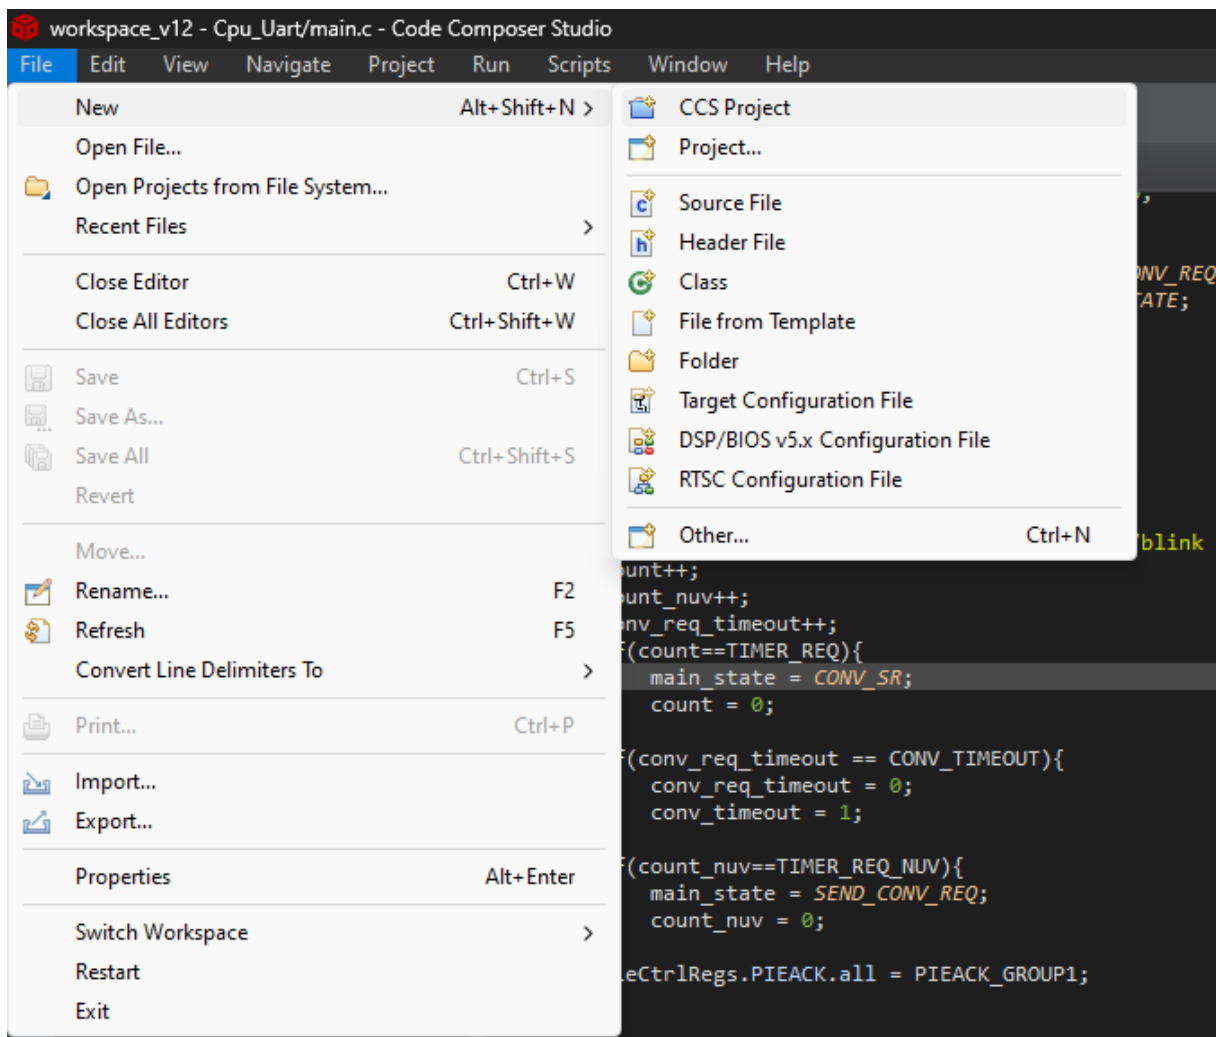 workspace_v12 - Cpu_Uart/main.c - Code Composer Studio
File Edit View Navigate Project Run Scripts Window Help
New Alt+Shift+N >
Open File...
Open Projects from File System...
Recent Files >
Close Editor Ctrl+W
Close All Editors Ctrl+Shift+W
Save Ctrl+S
Save As...
Save All Ctrl+Shift+S
Revert
Move...
Rename... F2
Refresh F5
Convert Line Delimiters To >
Print... Ctrl+P
Import...
Export...
Properties Alt+Enter
Switch Workspace >
Restart
Exit
CCS Project
Project...
Source File
Header File
Class
File from Template
Folder
Target Configuration File
DSP/BIOS v5.x Configuration File
RTSC Configuration File
Other... Ctrl+N
NV_REQ
ATE;
blink
unt++;
unt_nuv++;
nv_req_timeout++;
(count==TIMER_REQ){
main_state = CONV_SR;
count = 0;
(conv_req_timeout == CONV_TIMEOUT){
conv_req_timeout = 0;
conv_timeout = 1;
(count_nuv==TIMER_REQ_NUV){
main_state = SEND_CONV_REQ;
count_nuv = 0;
eCtrlRegs.PIEACK.all = PIEACK_GROUP1;